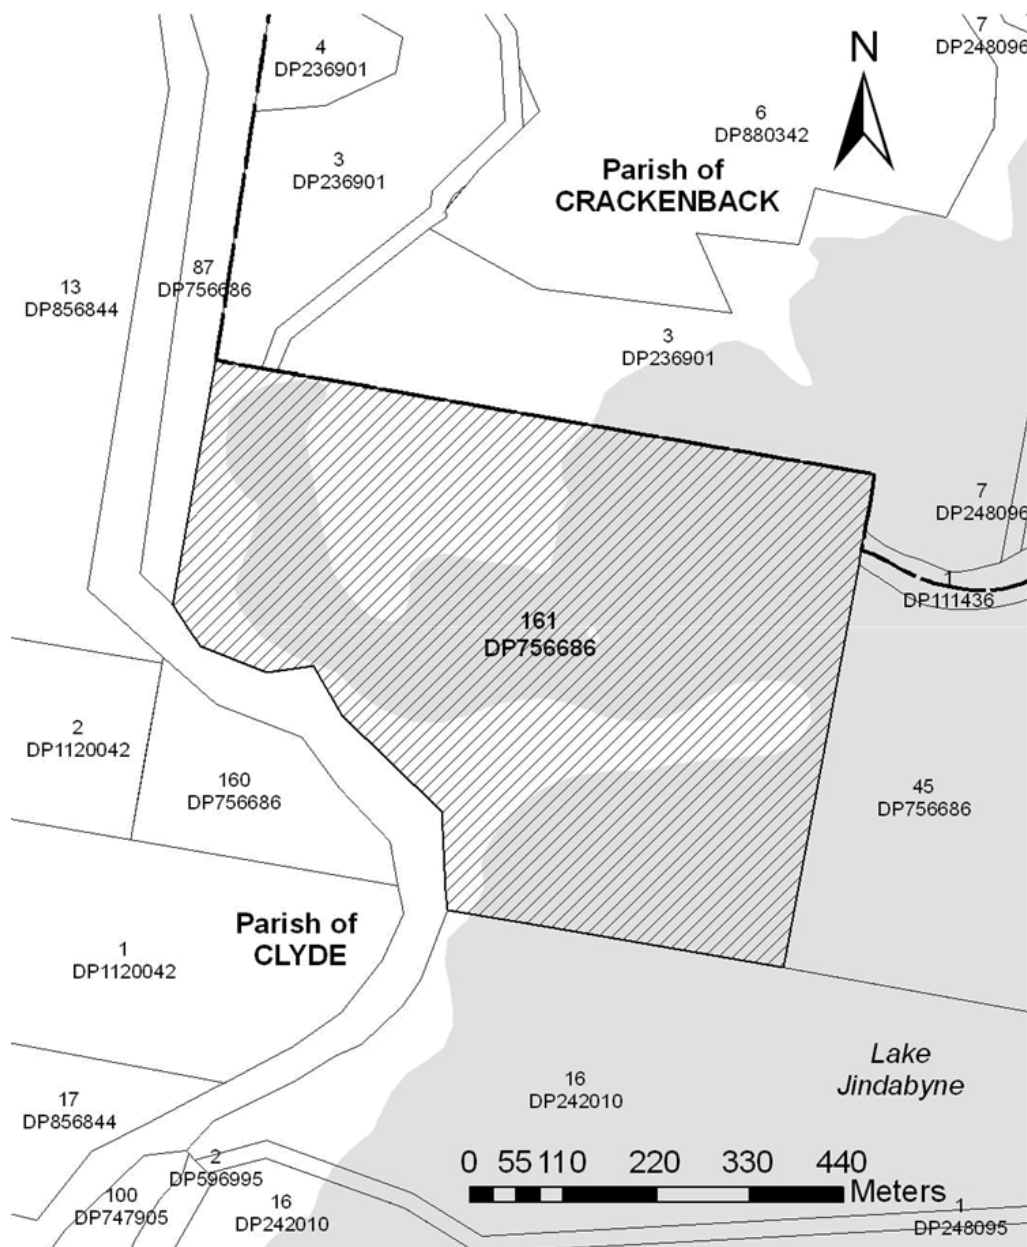 4
DP236901
7
DP248096
N
6
DP880342
3
DP236901
Parish of
CRACKENBACK
87
DP756686
13
DP856844
3
DP236901
7
DP248096
1
DP111436
161
DP756686
2
DP1120042
160
DP756686
45
DP756686
Parish of
CLYDE
1
DP1120042
Lake
Jindabyne
16
DP242010
17
DP856844
2
DP596995
100
DP747905
16
DP242010
0 55 110 220 330 440
Meters
1
DP248095